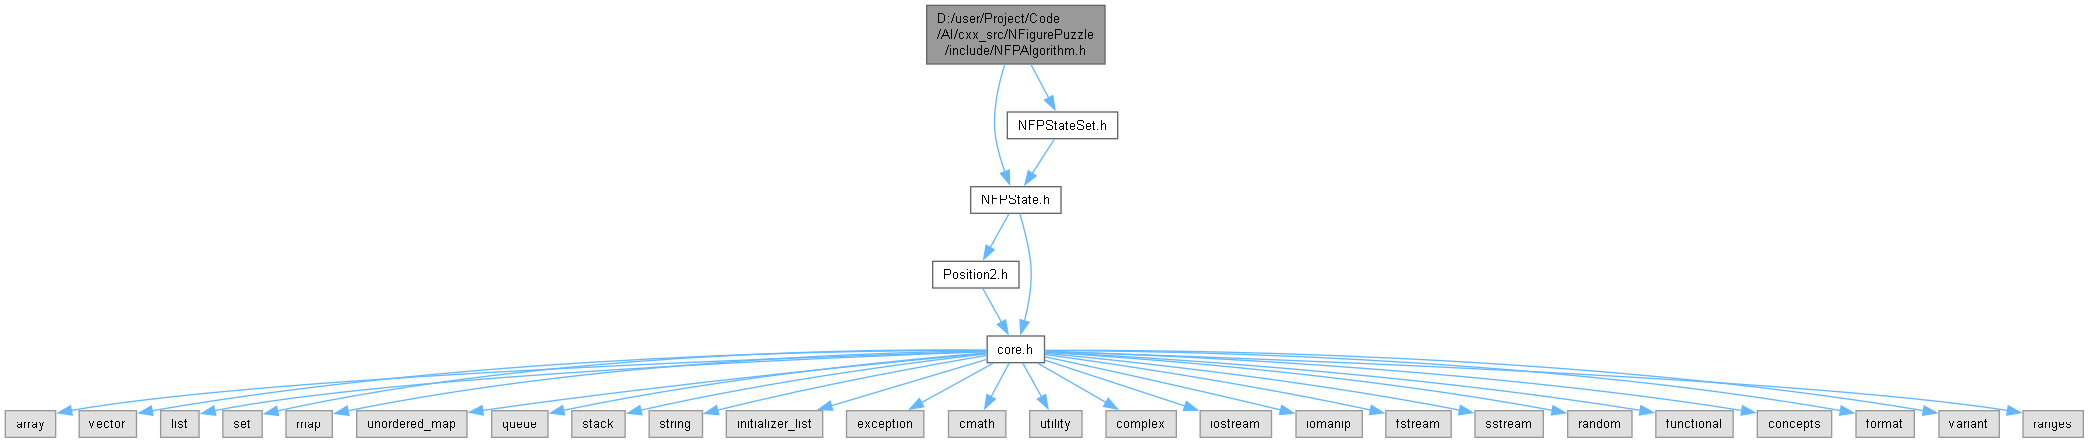 D:/user/Project/Code
/AI/cxx_src/NFigurePuzzle
/include/NFPAlgorithm.h
NFPStateSet.h
NFPState.h
Position2.h
core.h
array
vector
list
set
map
unordered_map
queue
stack
string
initializer_list
exception
cmath
utility
complex
iostream
iomanip
fstream
sstream
random
functional
concepts
format
variant
ranges